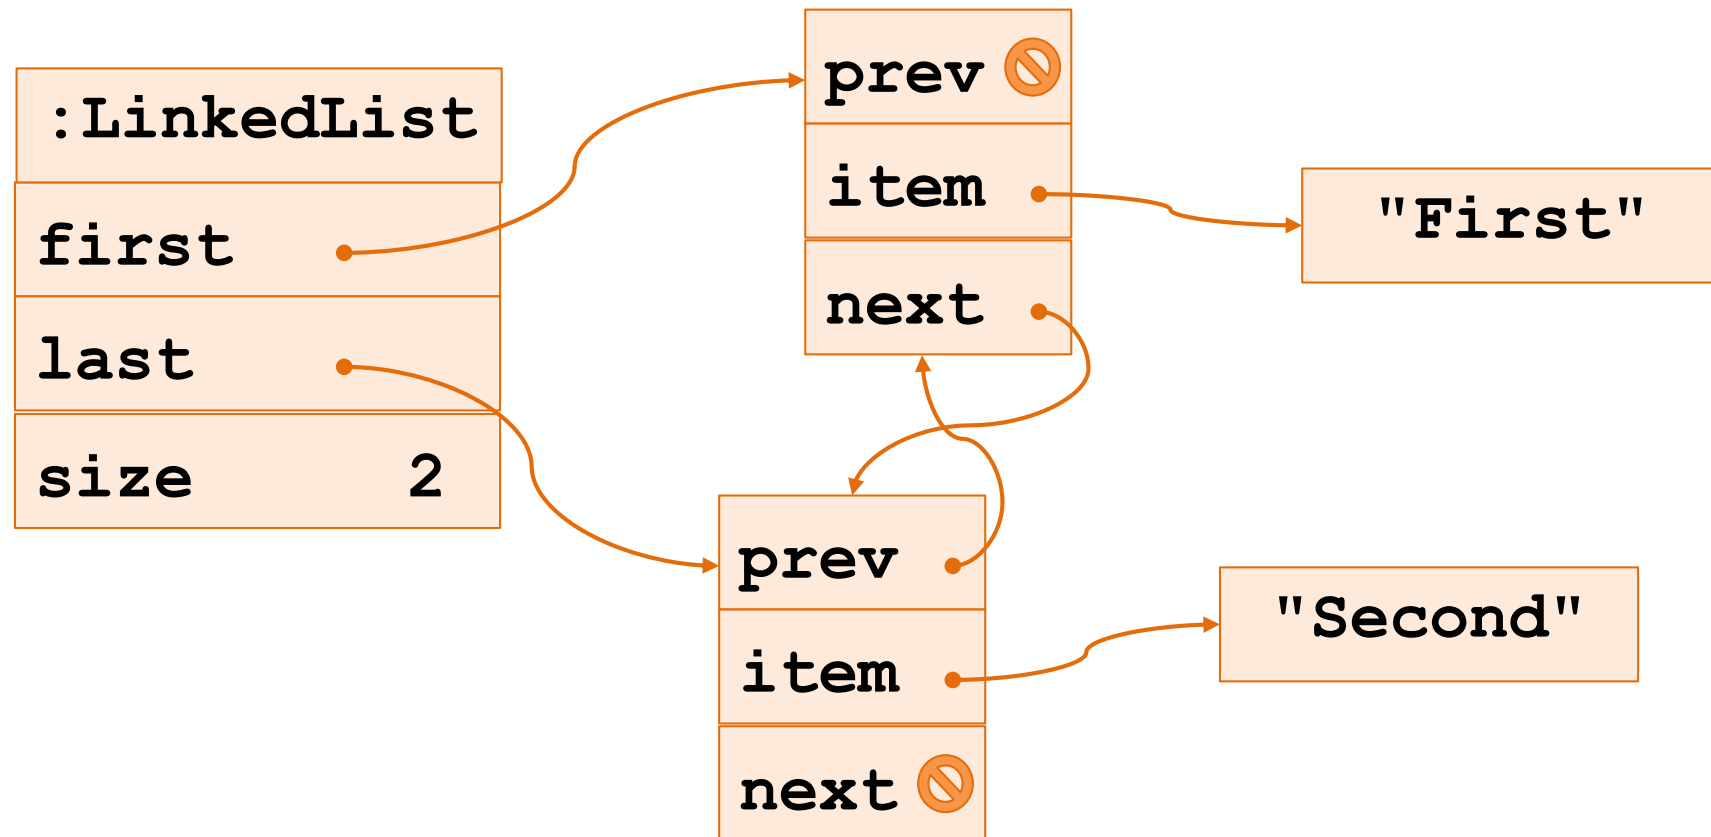 :LinkedList
first
last
size 2
prev
item
next
"First"
prev
item
next
"Second"